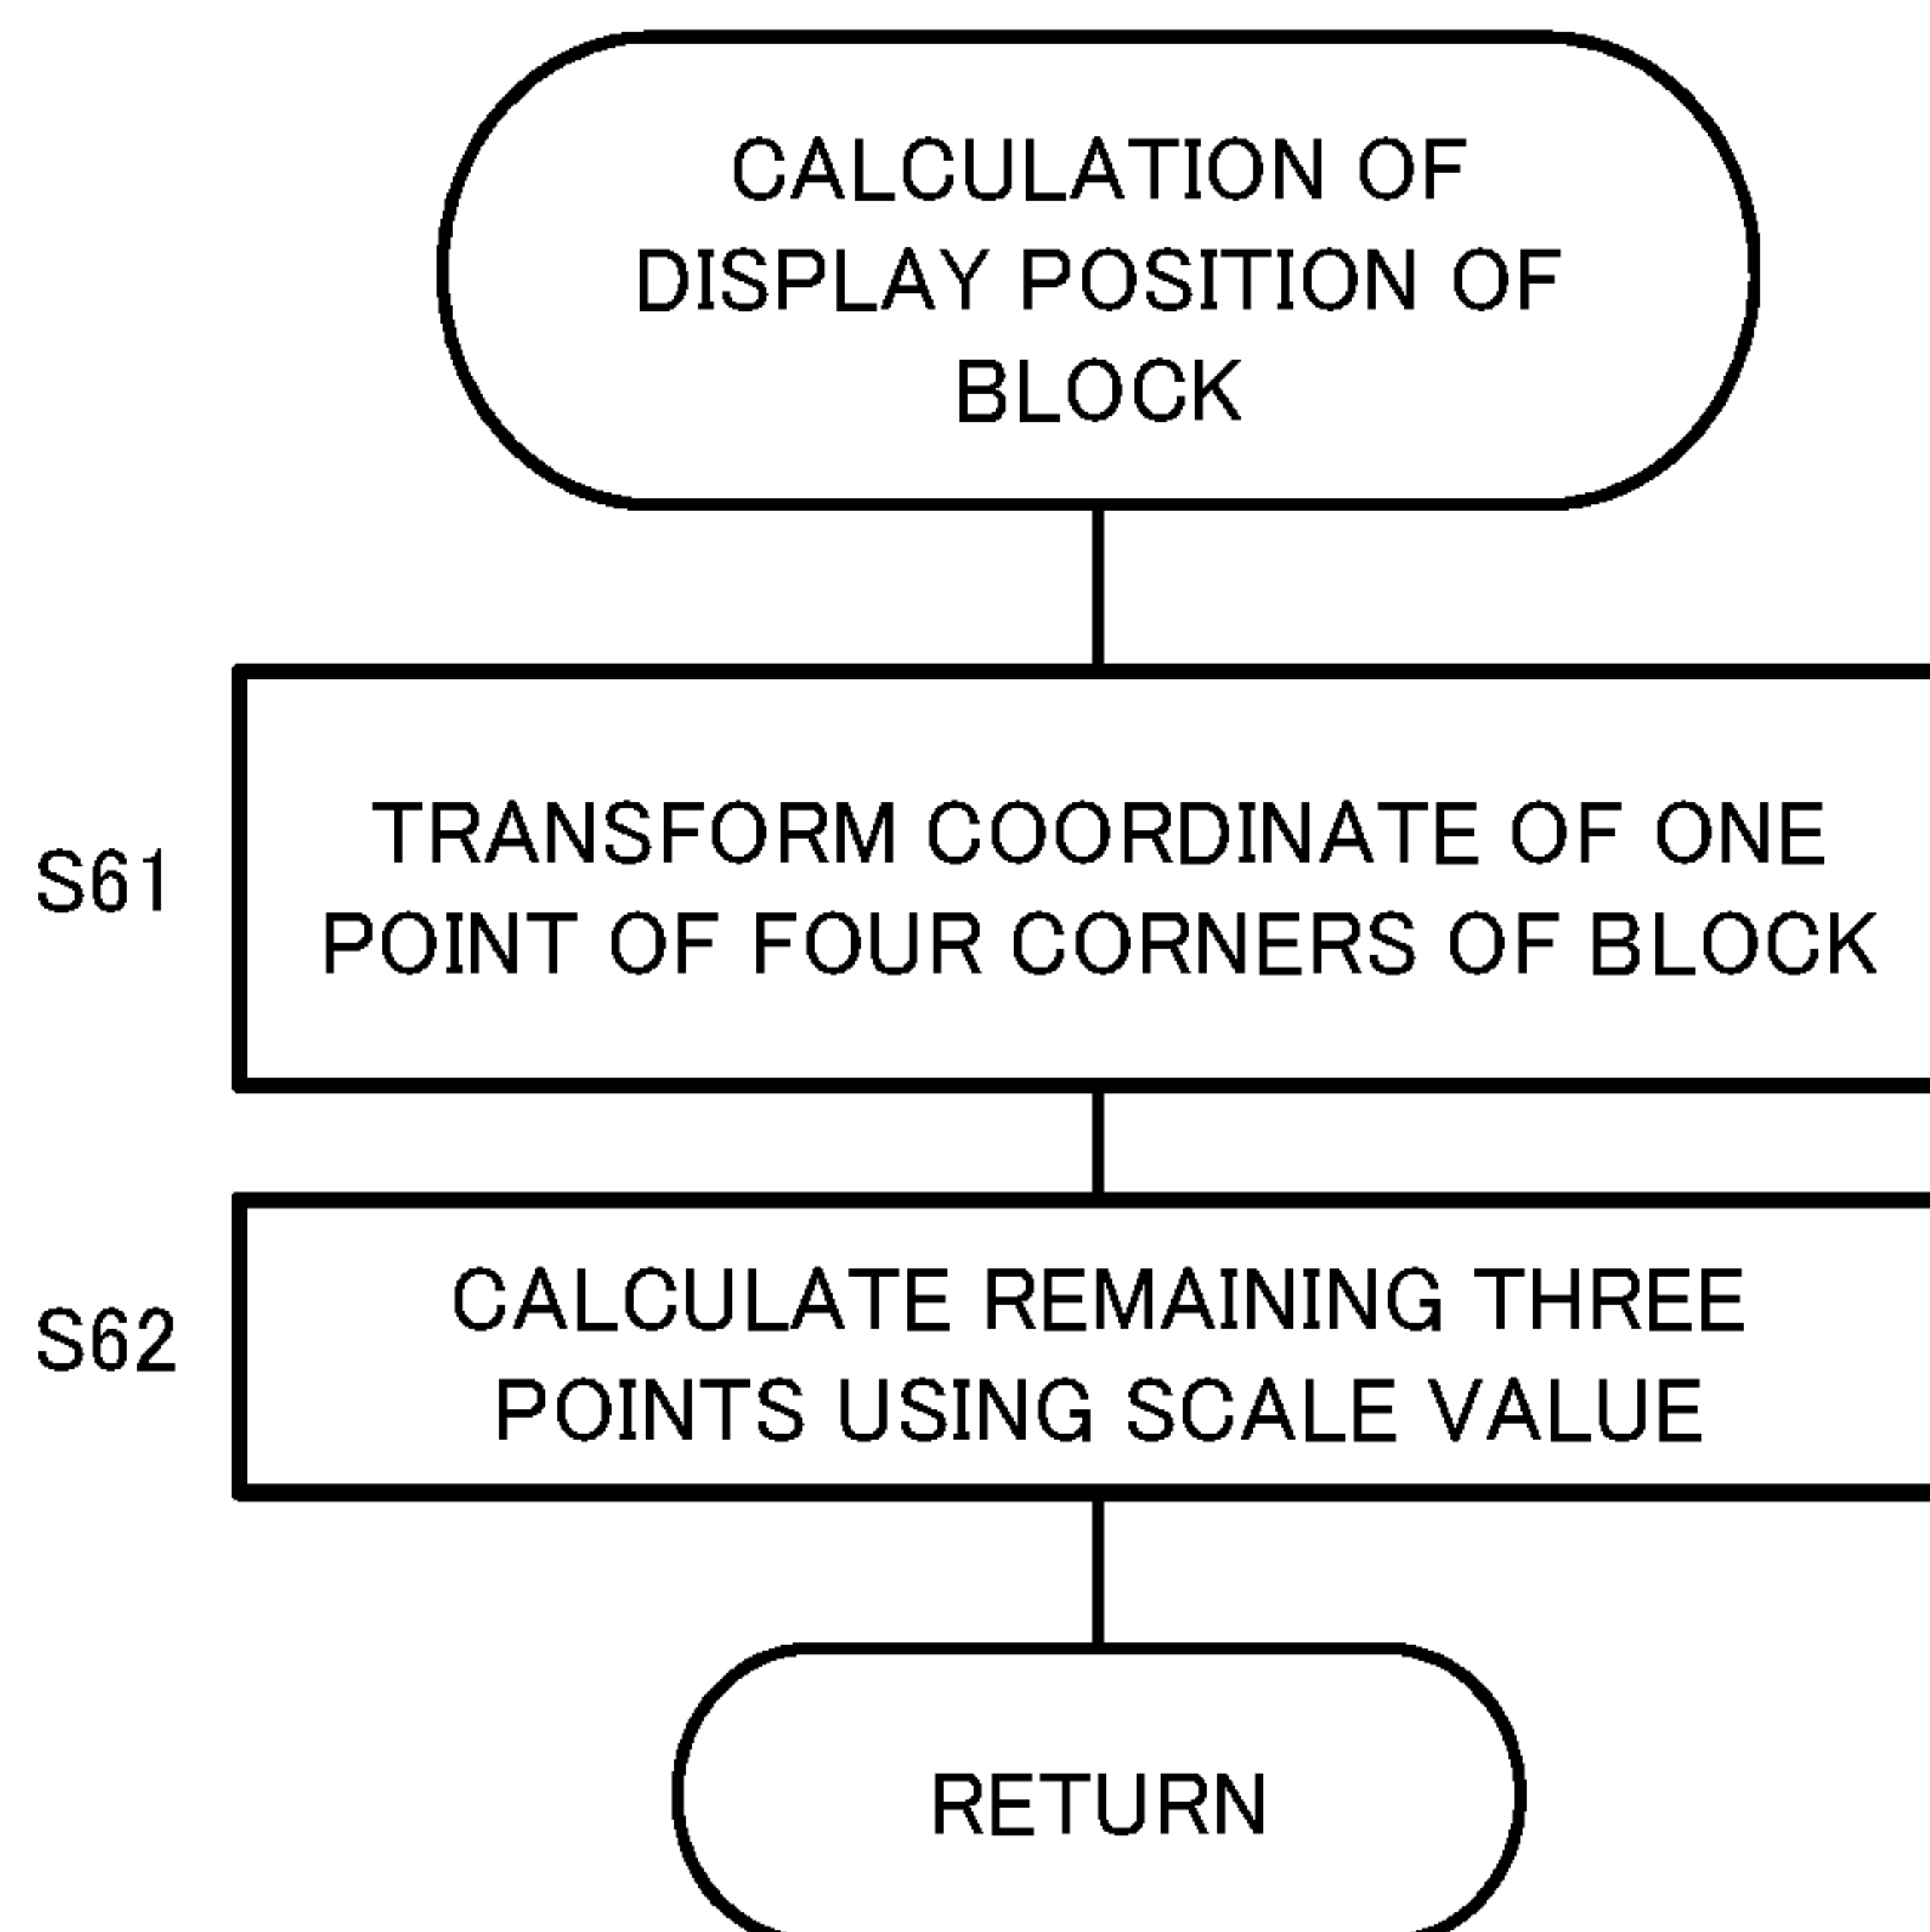 CALCULATION OF
DISPLAY POSITION OF
BLOCK
S61
TRANSFORM COORDINATE OF ONE
POINT OF FOUR CORNERS OF BLOCK
S62
CALCULATE REMAINING THREE
POINTS USING SCALE VALUE
RETURN